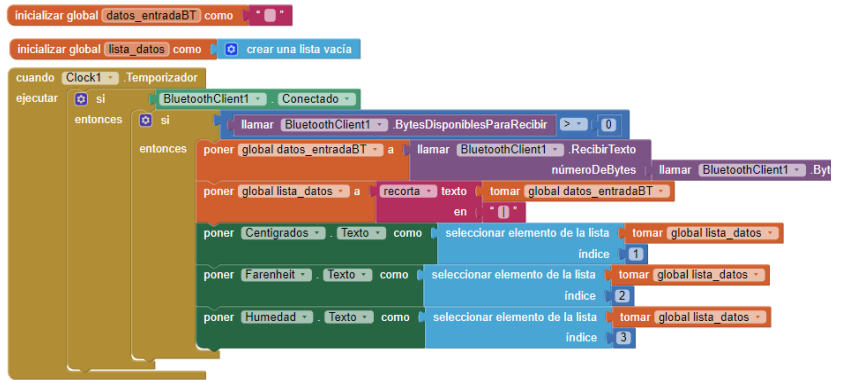 inicializar global datos_entradaBT como " "
inicializar global lista_datos como crear una lista vacía
cuando Clock1 .Temporizador
ejecutar si BluetoothClient1 . Conectado
entonces si llamar BluetoothClient1 .BytesDisponiblesParaRecibir > 0
entonces poner global datos_entradaBT a llamar BluetoothClient1 .RecibirTexto
númeroDeBytes llamar BluetoothClient1 .Byt
poner global lista_datos a recorta texto tomar global datos_entradaBT
en " | "
poner Centigrados . Texto como seleccionar elemento de la lista tomar global lista_datos
índice 1
poner Farenheit . Texto como seleccionar elemento de la lista tomar global lista_datos
índice 2
poner Humedad . Texto como seleccionar elemento de la lista tomar global lista_datos
índice 3